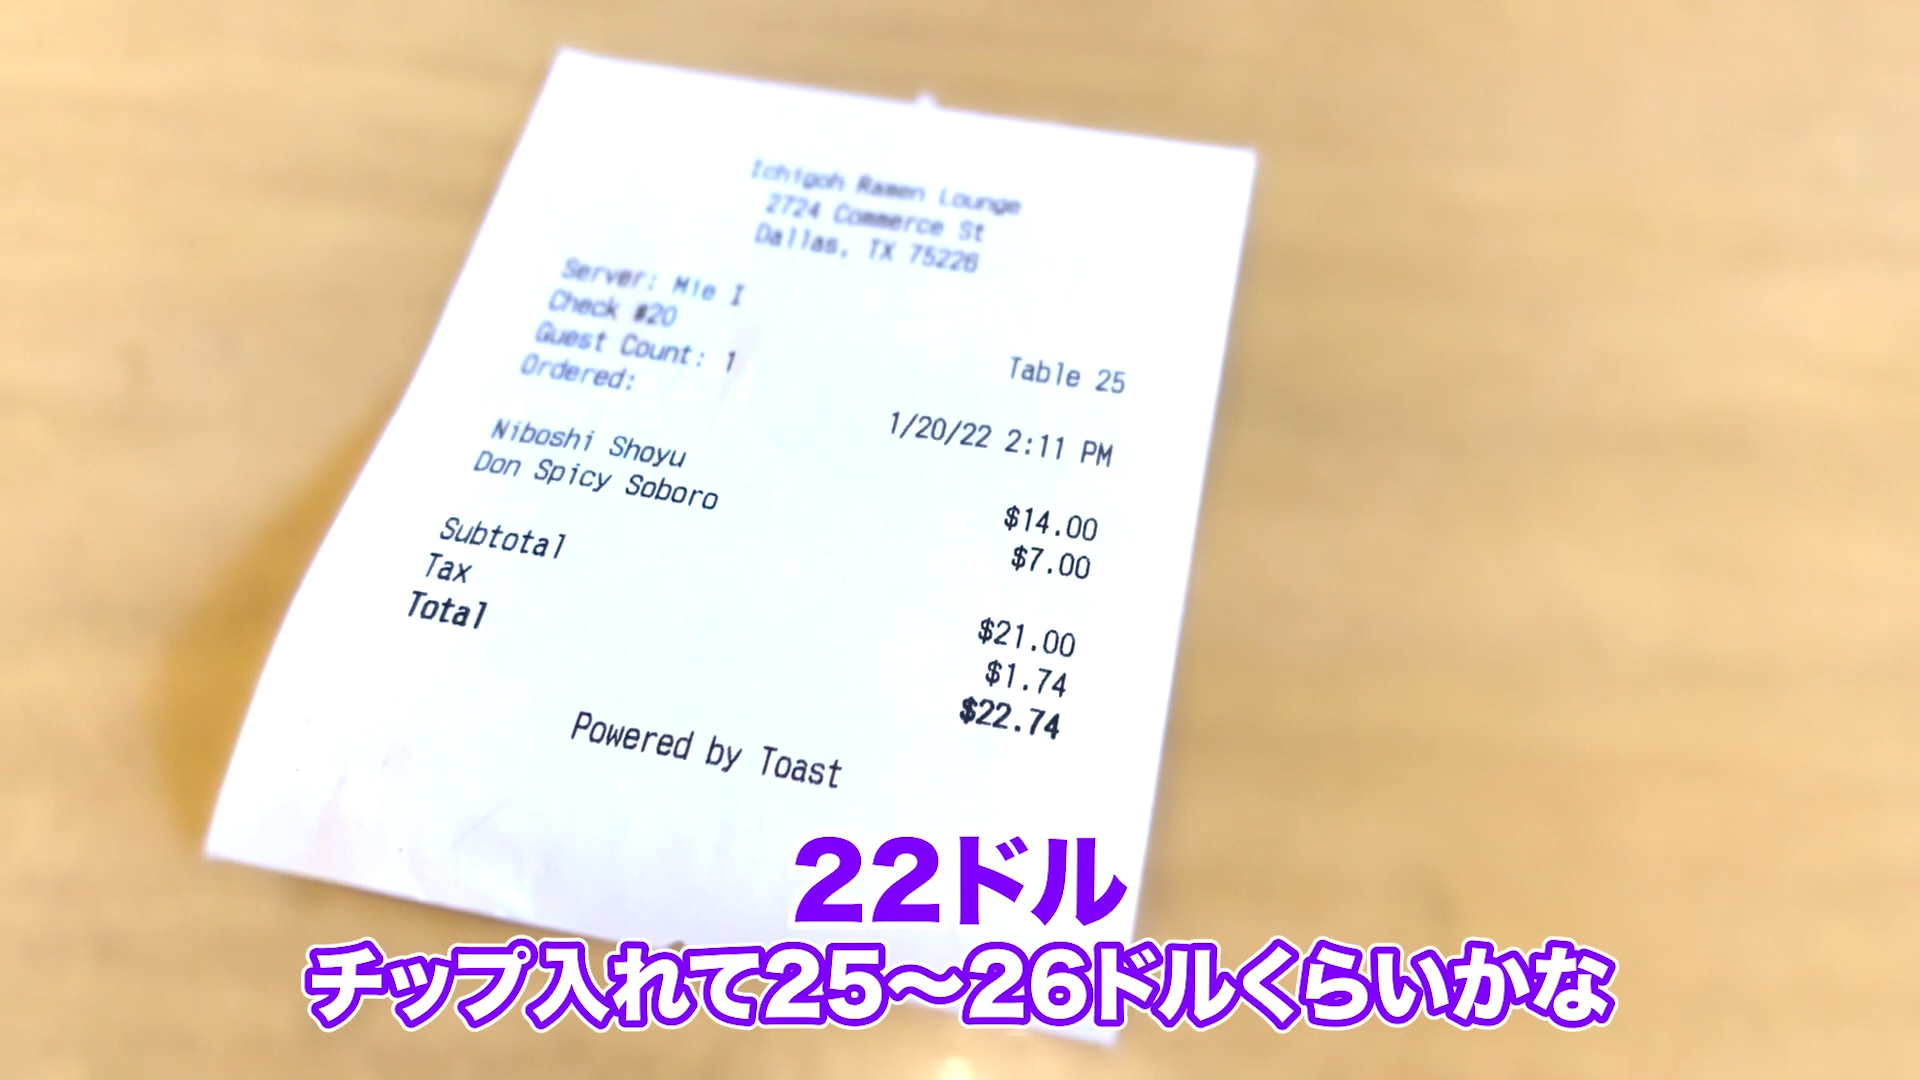 Ichigoh Ramen Lounge
2724 Commerce St
Dallas, TX 75226
Server: Mie I
Check #20
Guest Count: 1
Table 25
Ordered:
1/20/22 2:11 PM
Niboshi Shoyu $14.00
Don Spicy Soboro $7.00
Subtotal $21.00
Tax $1.74
Total $22.74
Powered by Toast
22ドル
チップ入れて25〜26ドルくらいかな